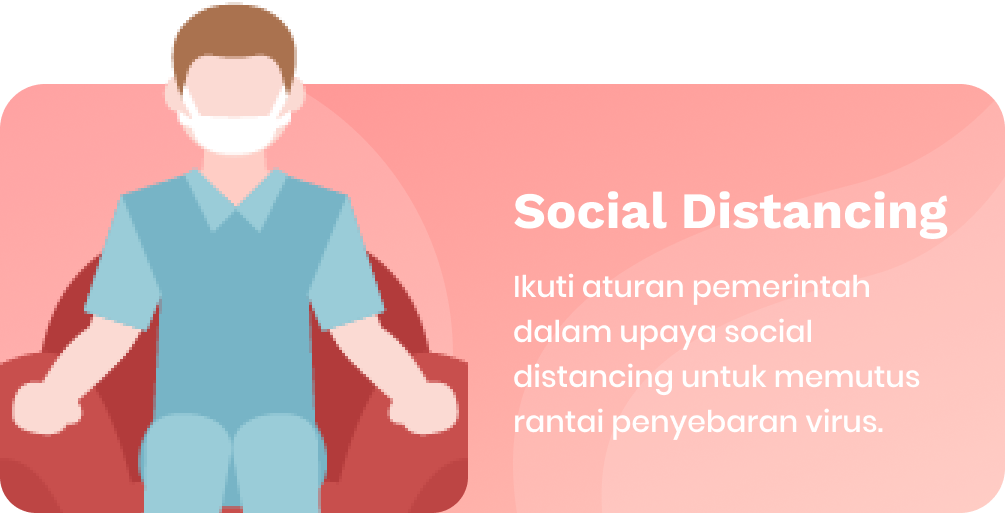 Social Distancing
Ikuti aturan pemerintah
dalam upaya social
distancing untuk memutus
rantai penyebaran virus.